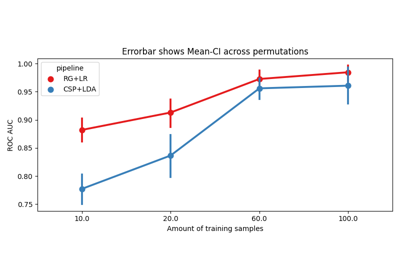 Errorbar shows Mean-CI across permutations
pipeline
RG+LR
CSP+LDA
ROC AUC
1.00
0.95
0.90
0.85
0.80
0.75
10.0 20.0 60.0 100.0
Amount of training samples